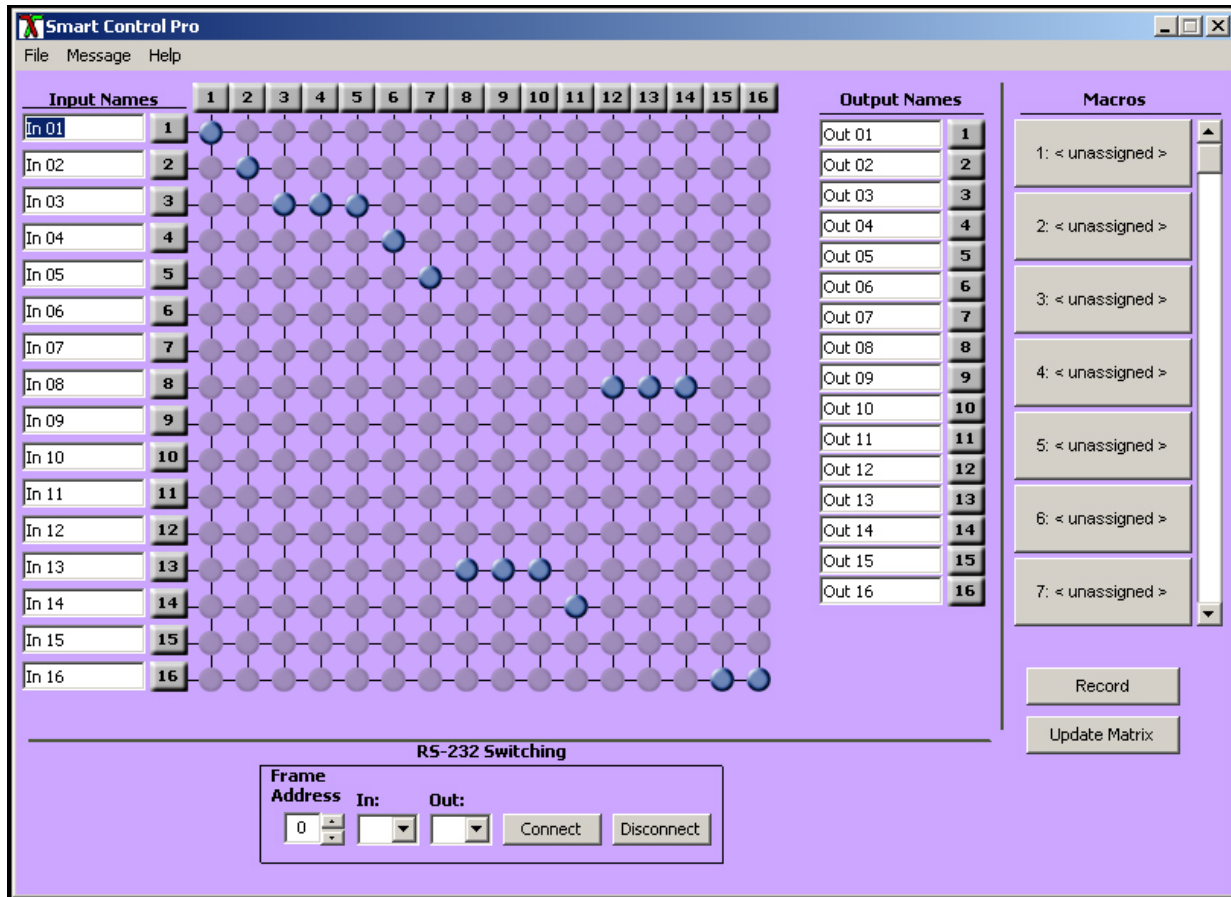 Smart Control Pro
File Message Help
Input Names 1 2 3 4 5 6 7 8 9 10 11 12 13 14 15 16
In 01 1
In 02 2
In 03 3
In 04 4
In 05 5
In 06 6
In 07 7
In 08 8
In 09 9
In 10 10
In 11 11
In 12 12
In 13 13
In 14 14
In 15 15
In 16 16
Output Names
Out 01 1
Out 02 2
Out 03 3
Out 04 4
Out 05 5
Out 06 6
Out 07 7
Out 08 8
Out 09 9
Out 10 10
Out 11 11
Out 12 12
Out 13 13
Out 14 14
Out 15 15
Out 16 16
Macros
1: < unassigned >
2: < unassigned >
3: < unassigned >
4: < unassigned >
5: < unassigned >
6: < unassigned >
7: < unassigned >
Record
Update Matrix
RS-232 Switching
Frame
Address In: Out:
0 Connect Disconnect